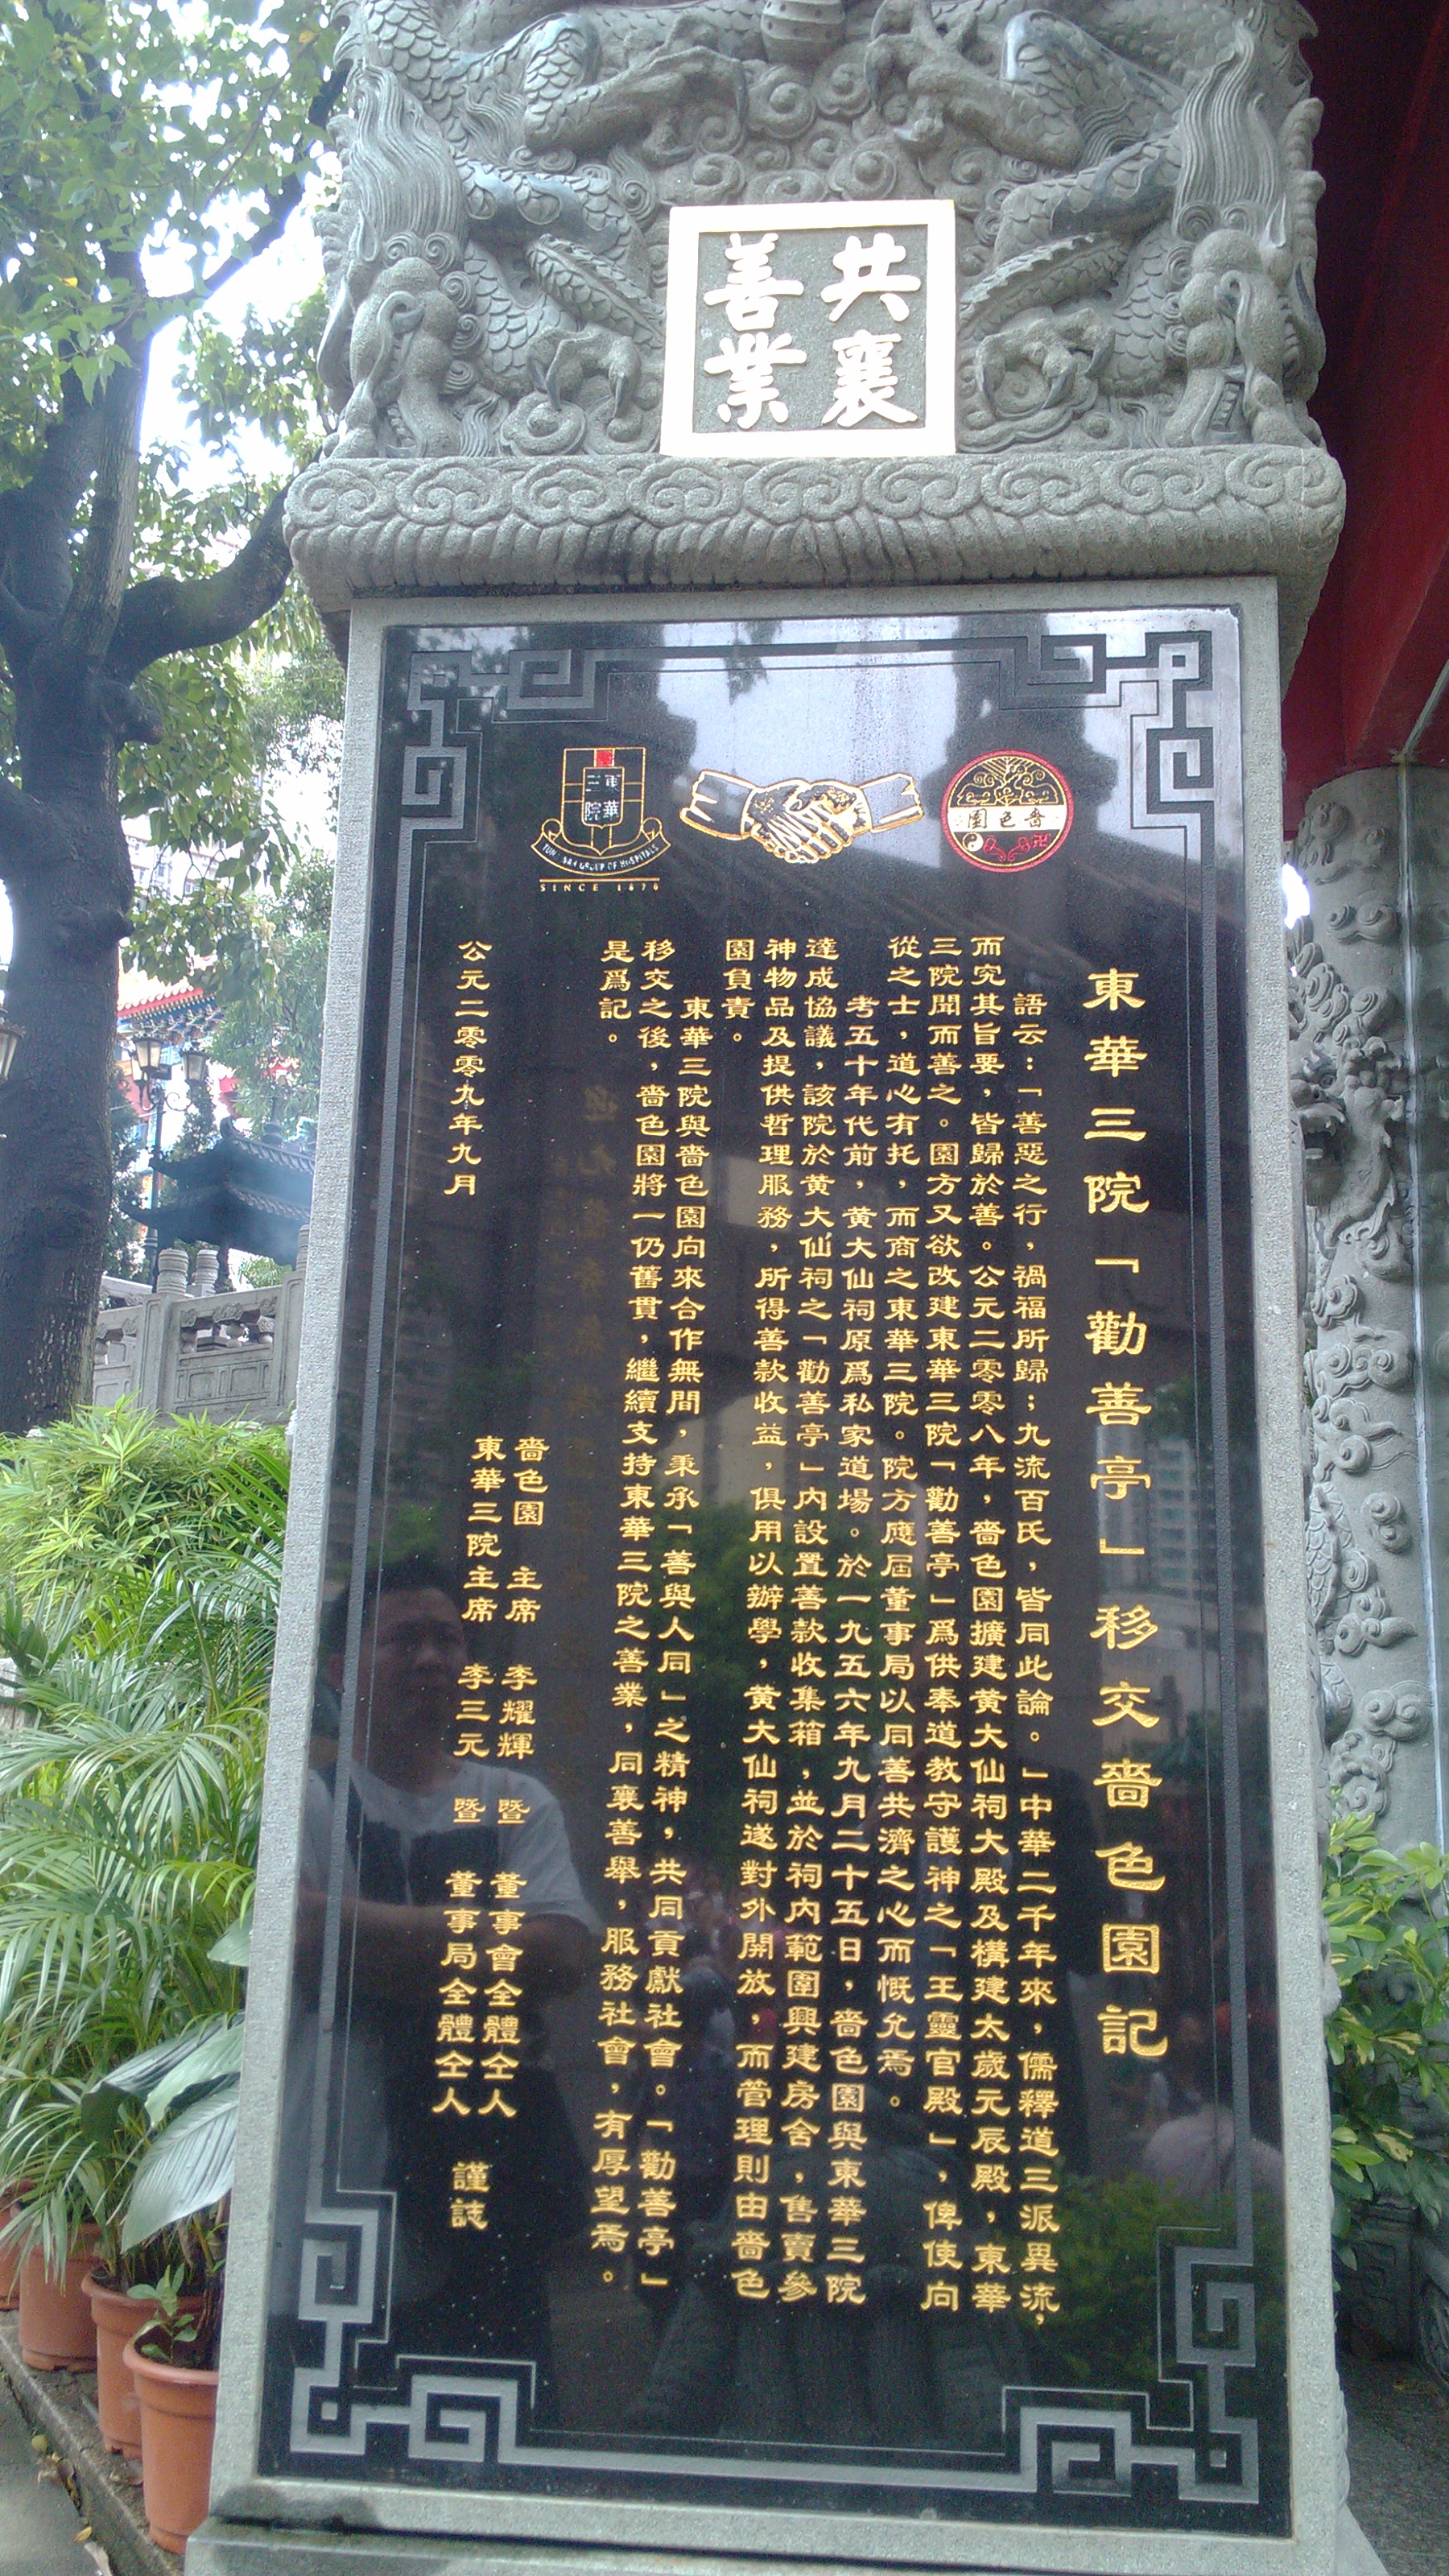 共襄
善業
嗇色園
東華
三院
SINCE 1870
東華三院「勸善亭」移交嗇色園記
語云：「善惡之行，禍福所歸；九流百氏，皆同此論。」中華二千年來，儒釋道三派異流，
而究其旨要，皆歸於善。公元二零零八年，嗇色園擴建黄大仙祠大殿及構建太歲元辰殿，東華
三院聞而善之。園方又欲改建東華三院「勸善亭」爲供奉道教守護神之「王靈官殿」，俾使向
從之士，道心有托，而商之東華三院。院方應屆董事局以同善共濟之心而慨允焉。
考五十年代前，黄大仙祠原爲私家道場。於一九五六年九月二十五日，嗇色園與東華三院
達成協議，該院於黄大仙祠之「勸善亭」内設置善款收集箱，並於祠内範圍興建房舍，售賣參
神物品及提供哲理服務，所得善款收益，俱用以辦學，黄大仙祠遂對外開放，而管理則由嗇色
園負責。
東華三院與嗇色園向來合作無間，秉承「善與人同」之精神，共同貢獻社會。「勸善亭」
移交之後，嗇色園將一仍舊貫，繼續支持東華三院之善業，同襄善舉，服務社會，有厚望焉。
是爲記。
嗇色園　主席　李耀輝　暨　董事會全體仝人
東華三院主席　李三元　暨　董事局全體仝人　謹誌
公元二零零九年九月